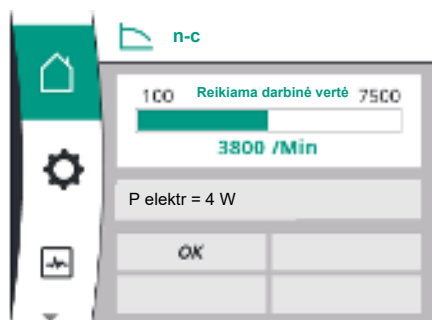 n-c
100 Reikiama darbinė vertė 7500
3800 /Min
P elektr = 4 W
OK